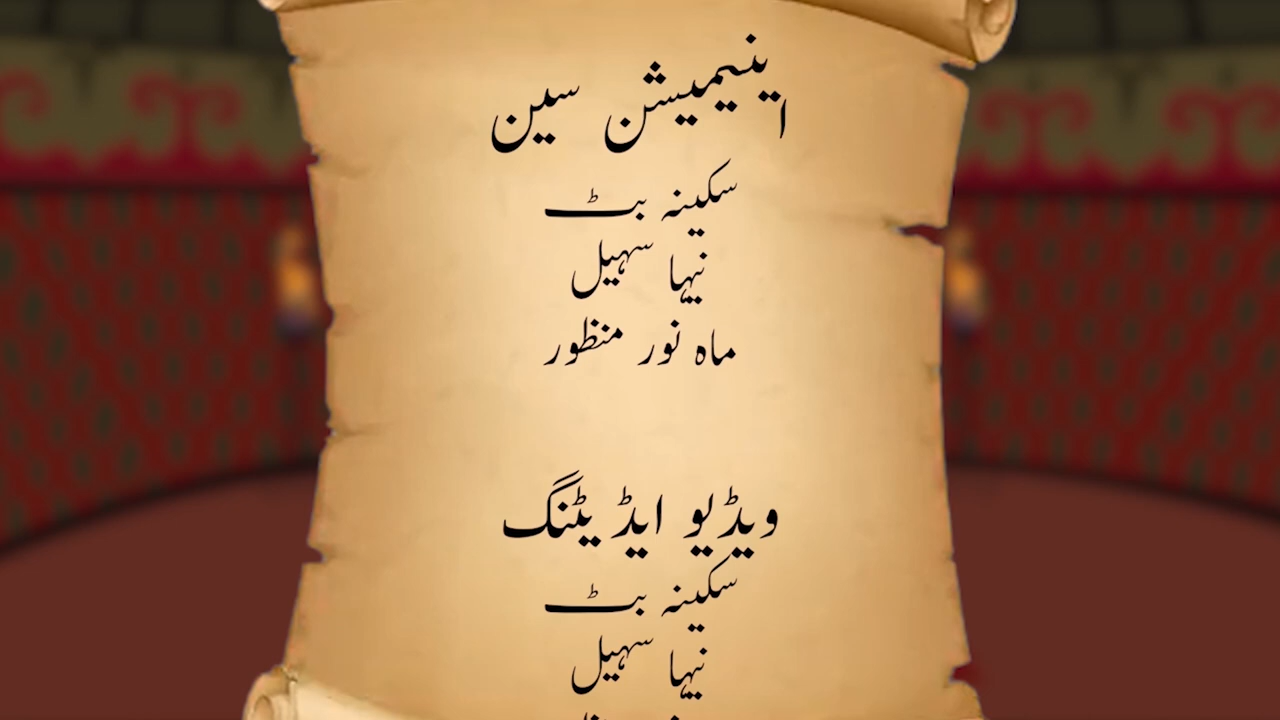 اینیمیشن سین
سکینہ بٹ
نیہا سہیل
ماہ نور منظور
ویڈیو ایڈیٹنگ
سکینہ بٹ
نیہا سہیل